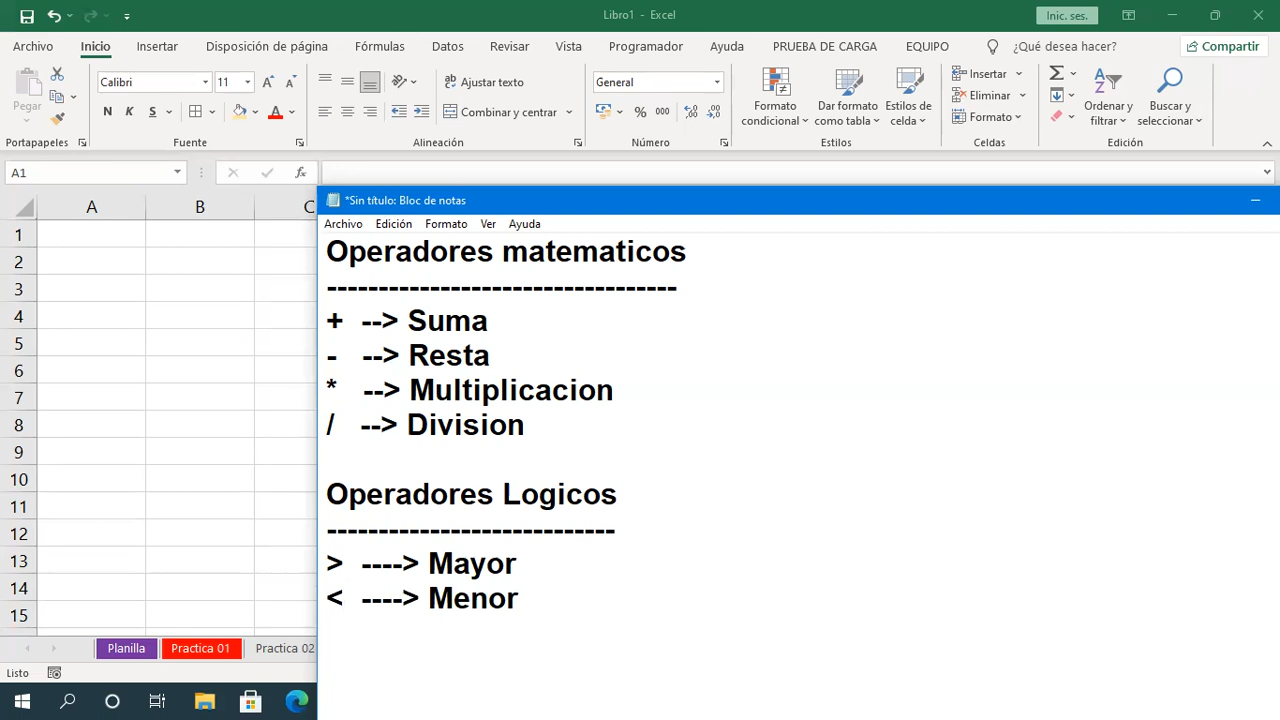 Libro1 - Excel
Inic. ses.
Archivo Inicio Insertar Disposición de página Fórmulas Datos Revisar Vista Programador Ayuda PRUEBA DE CARGA EQUIPO ¿Qué desea hacer? Compartir
Pegar
Portapapeles
Calibri 11
N K S
Fuente
Ajustar texto
Combinar y centrar
Alineación
General
% 000
Número
Formato condicional
Dar formato como tabla
Estilos de celda
Estilos
Insertar
Eliminar
Formato
Celdas
Ordenar y filtrar
Buscar y seleccionar
Edición
A1
fx
A B C
1
2
3
4
5
6
7
8
9
10
11
12
13
14
15
*Sin título: Bloc de notas
Archivo Edición Formato Ver Ayuda
Operadores matematicos
----------------------------------
+ --> Suma
- --> Resta
* --> Multiplicacion
/ --> Division
Operadores Logicos
----------------------------
> ----> Mayor
< ----> Menor
Planilla Practica 01 Practica 02
Listo